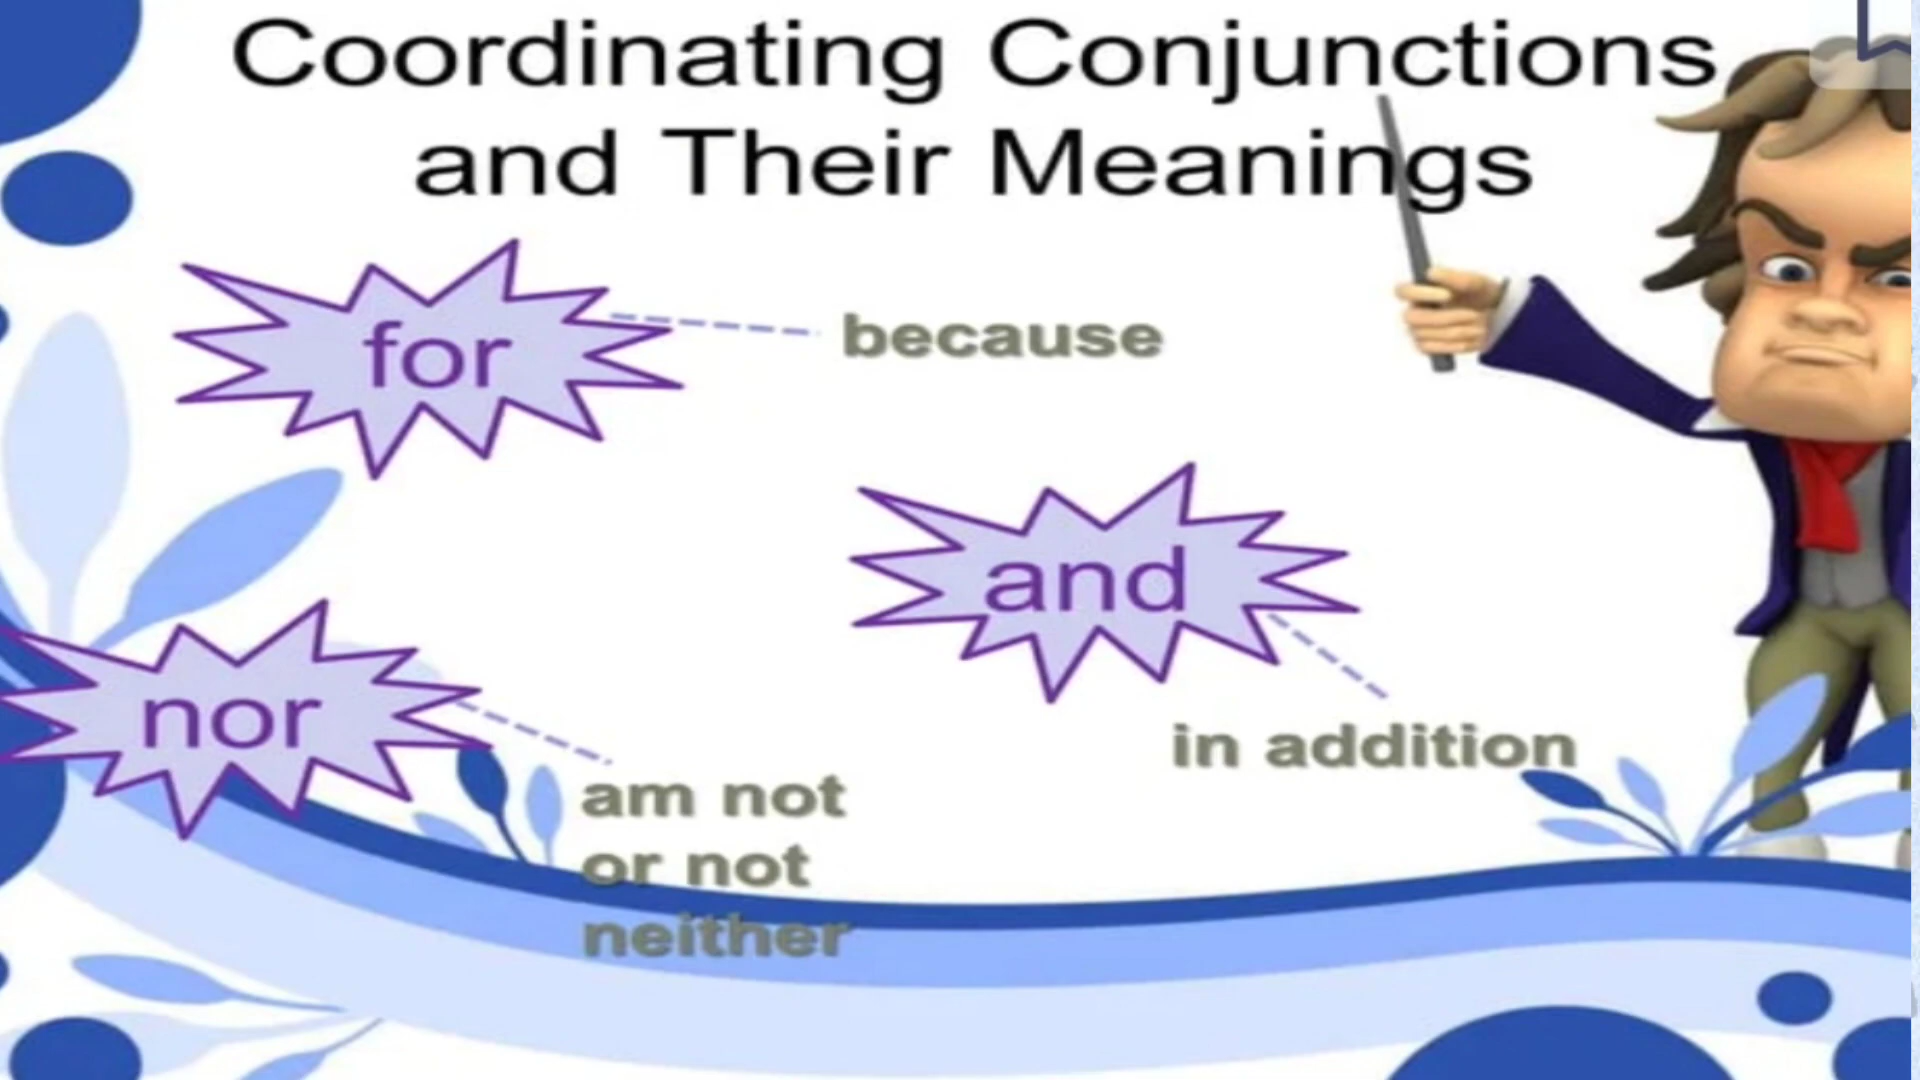 Coordinating Conjunctions
and Their Meanings
for
because
and
in addition
nor
am not
or not
neither